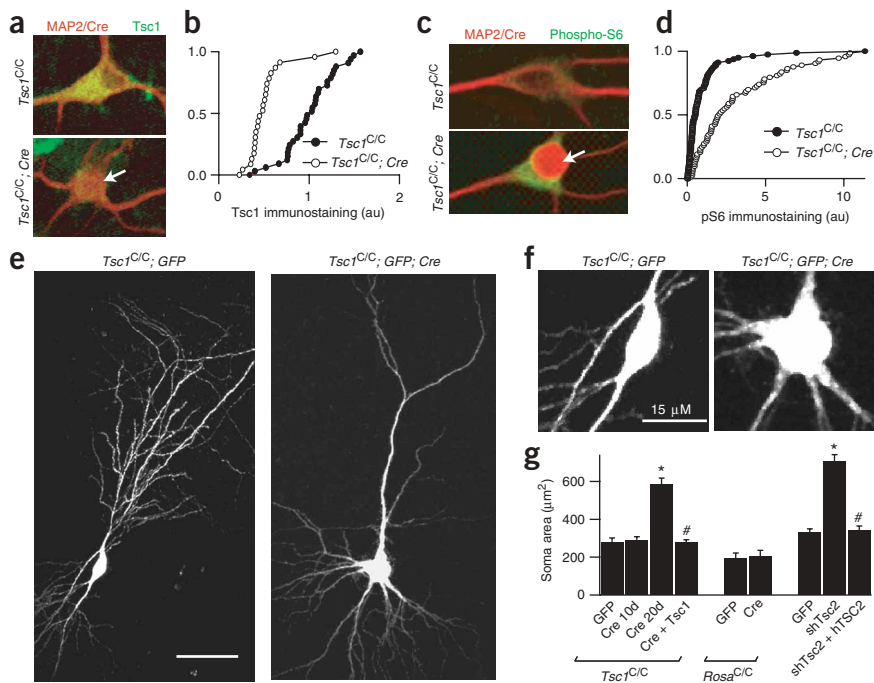 a
MAP2/Cre Tsc1
Tsc1C/C
Tsc1C/C; Cre
b
1.0
0.5
0.0
Tsc1C/C
Tsc1C/C; Cre
0 1 2
Tsc1 immunostaining (au)
c
MAP2/Cre Phospho-S6
Tsc1C/C
Tsc1C/C; Cre
d
1.0
0.5
0.0
Tsc1C/C
Tsc1C/C; Cre
0 5 10
pS6 immunostaining (au)
e
Tsc1C/C; GFP
Tsc1C/C; GFP; Cre
f
Tsc1C/C; GFP
Tsc1C/C; GFP; Cre
15 µM
g
Soma area (µm2)
600
400
200
0
*
#
*
#
GFP
Cre 10d
Cre 20d
Cre + Tsc1
GFP
Cre
GFP
shTsc2
shTsc2 + hTSC2
Tsc1C/C
RosaC/C